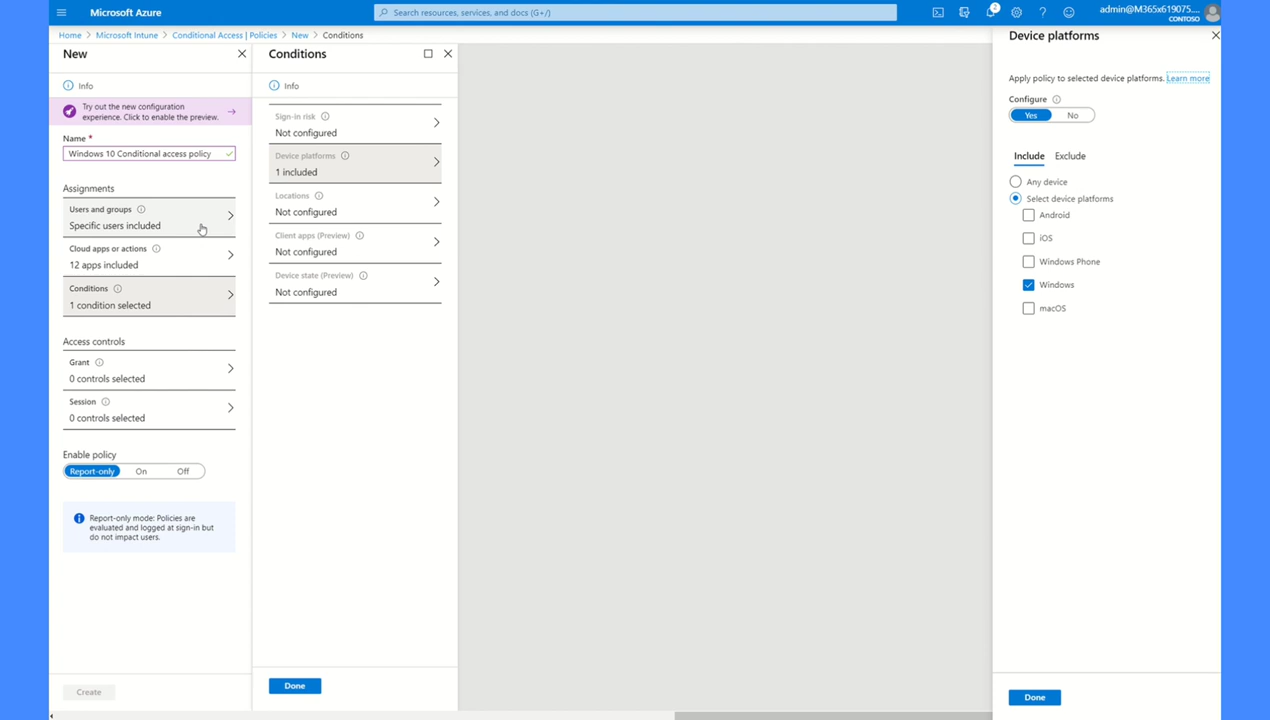 Microsoft Azure
Search resources, services, and docs (G+/)
2
admin@M365x619075....
CONTOSO
Home > Microsoft Intune > Conditional Access | Policies > New > Conditions
New
Info
Try out the new configuration
experience. Click to enable the preview.
Name *
Windows 10 Conditional access policy
Assignments
Users and groups
Specific users included
Cloud apps or actions
12 apps included
Conditions
1 condition selected
Access controls
Grant
0 controls selected
Session
0 controls selected
Enable policy
Report-only On Off
Report-only mode: Policies are
evaluated and logged at sign-in but
do not impact users.
Create
Conditions
Info
Sign-in risk
Not configured
Device platforms
1 included
Locations
Not configured
Client apps (Preview)
Not configured
Device state (Preview)
Not configured
Done
Device platforms
Apply policy to selected device platforms. Learn more
Configure
Yes No
Include Exclude
Any device
Select device platforms
Android
iOS
Windows Phone
Windows
macOS
Done